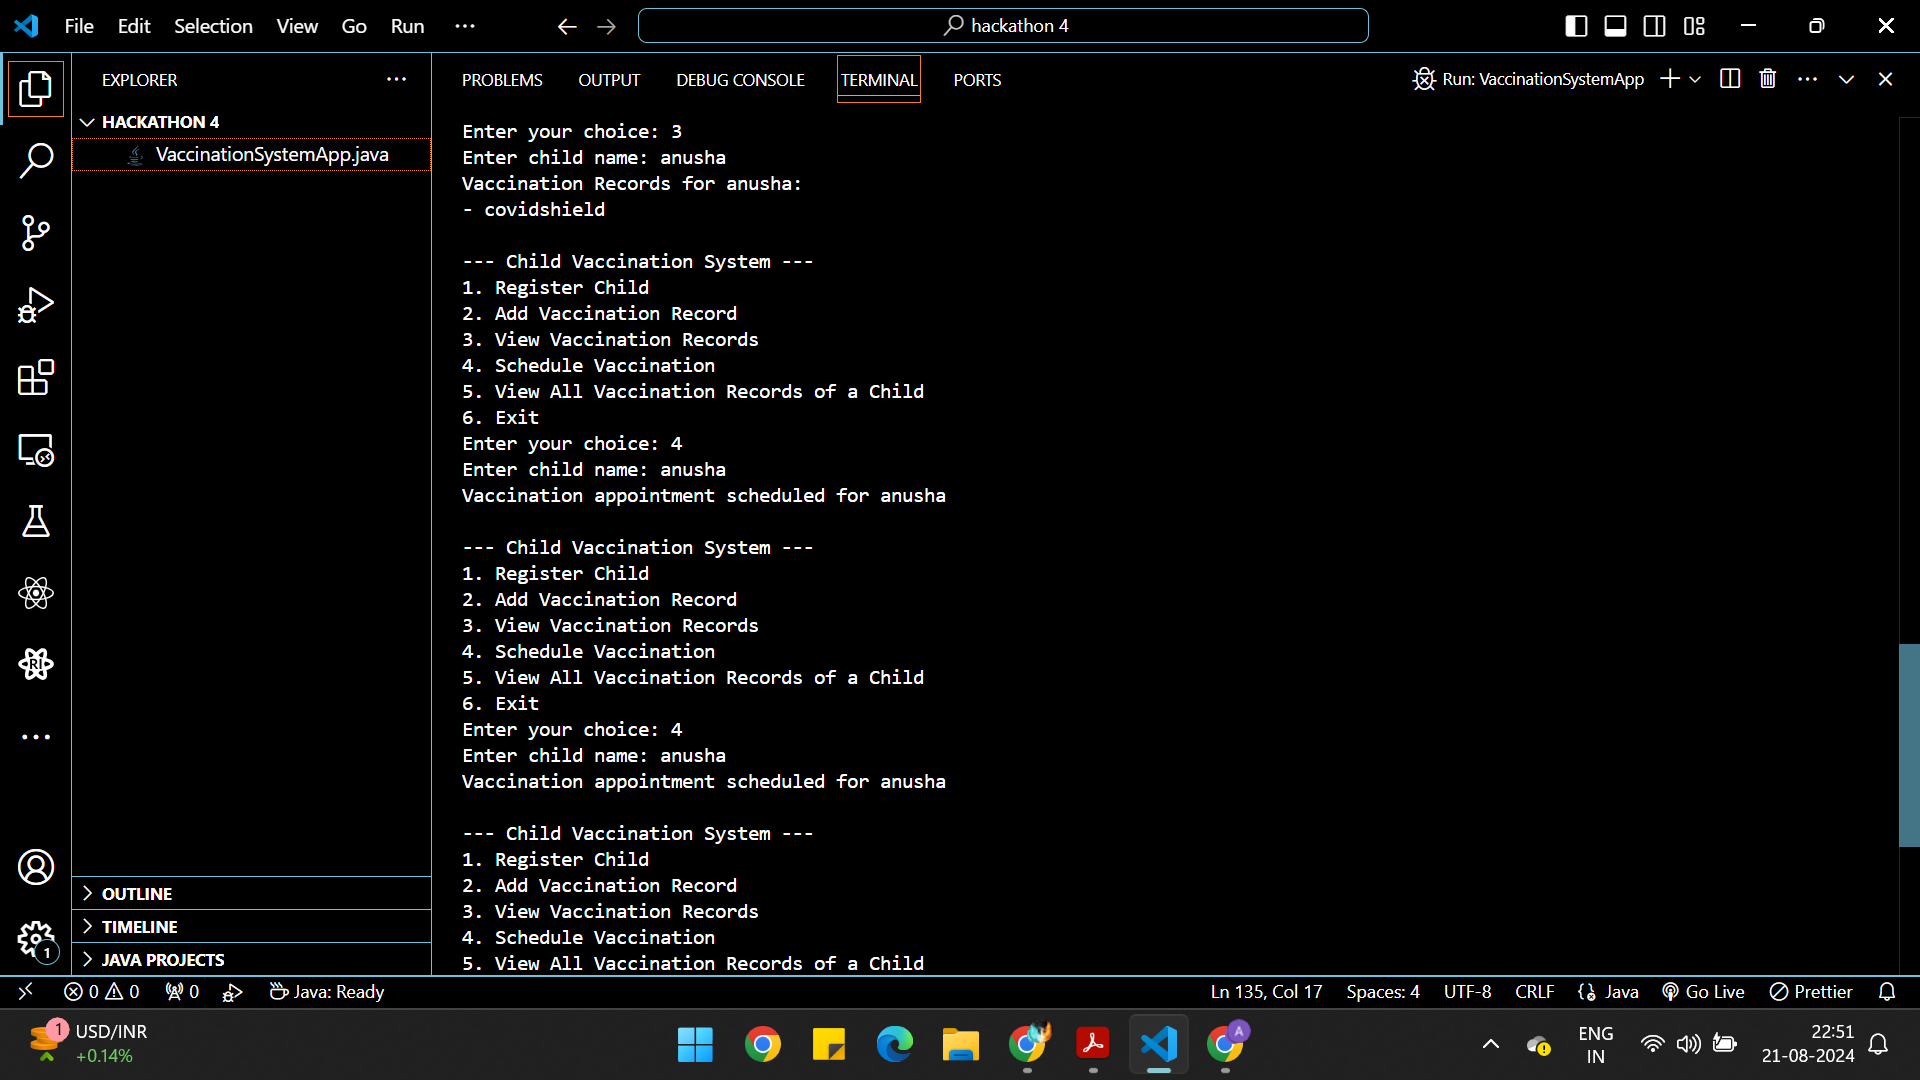 File Edit Selection View Go Run ···
hackathon 4
EXPLORER
HACKATHON 4
VaccinationSystemApp.java
OUTLINE
TIMELINE
JAVA PROJECTS
PROBLEMS OUTPUT DEBUG CONSOLE TERMINAL PORTS
Run: VaccinationSystemApp
Enter your choice: 3
Enter child name: anusha
Vaccination Records for anusha:
- covidshield
--- Child Vaccination System ---
1. Register Child
2. Add Vaccination Record
3. View Vaccination Records
4. Schedule Vaccination
5. View All Vaccination Records of a Child
6. Exit
Enter your choice: 4
Enter child name: anusha
Vaccination appointment scheduled for anusha
--- Child Vaccination System ---
1. Register Child
2. Add Vaccination Record
3. View Vaccination Records
4. Schedule Vaccination
5. View All Vaccination Records of a Child
6. Exit
Enter your choice: 4
Enter child name: anusha
Vaccination appointment scheduled for anusha
--- Child Vaccination System ---
1. Register Child
2. Add Vaccination Record
3. View Vaccination Records
4. Schedule Vaccination
5. View All Vaccination Records of a Child
RI
1
0 0 0 Java: Ready
Ln 135, Col 17 Spaces: 4 UTF-8 CRLF Java Go Live Prettier
1
USD/INR
+0.14%
A
ENG
IN
22:51
21-08-2024